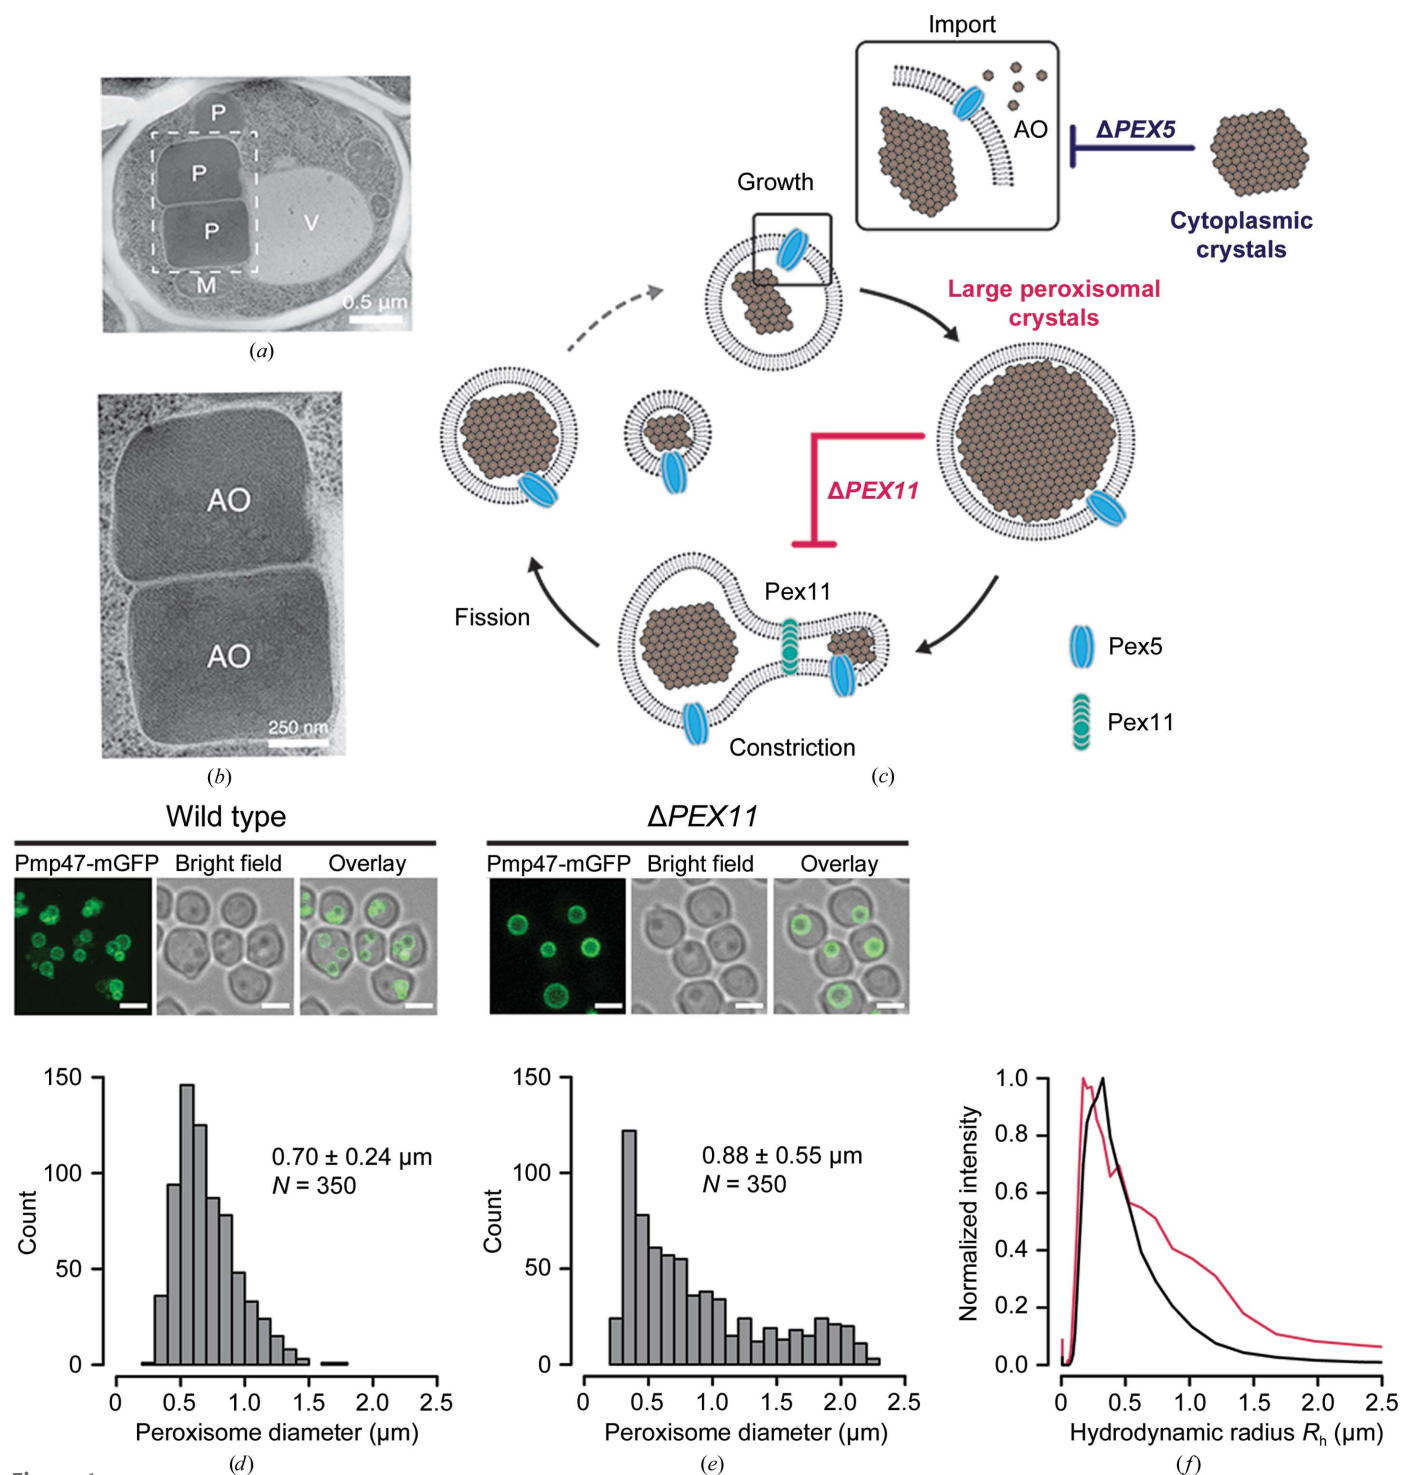 P
P
P
V
M
0.5 µm
(a)
AO
AO
250 nm
(b)
Import
AO
ΔPEX5
Cytoplasmic
crystals
Growth
Large peroxisomal
crystals
ΔPEX11
Pex11
Fission
Constriction
Pex5
Pex11
(c)
Wild type
Pmp47-mGFP Bright field Overlay
ΔPEX11
Pmp47-mGFP Bright field Overlay
150
100
50
0
Count
0.70 ± 0.24 µm
N = 350
0 0.5 1.0 1.5 2.0 2.5
Peroxisome diameter (µm)
(d)
150
100
50
0
Count
0.88 ± 0.55 µm
N = 350
0 0.5 1.0 1.5 2.0 2.5
Peroxisome diameter (µm)
(e)
1.0
0.8
0.6
0.4
0.2
0.0
Normalized intensity
0 0.5 1.0 1.5 2.0 2.5
Hydrodynamic radius Rh (µm)
(f)